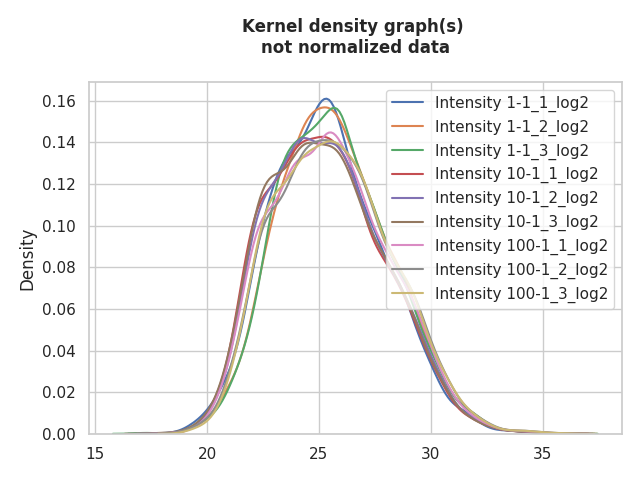 Kernel density graph(s)
not normalized data
Density
0.16
0.14
0.12
0.10
0.08
0.06
0.04
0.02
0.00
15
20
25
30
35
Intensity 1-1_1_log2
Intensity 1-1_2_log2
Intensity 1-1_3_log2
Intensity 10-1_1_log2
Intensity 10-1_2_log2
Intensity 10-1_3_log2
Intensity 100-1_1_log2
Intensity 100-1_2_log2
Intensity 100-1_3_log2